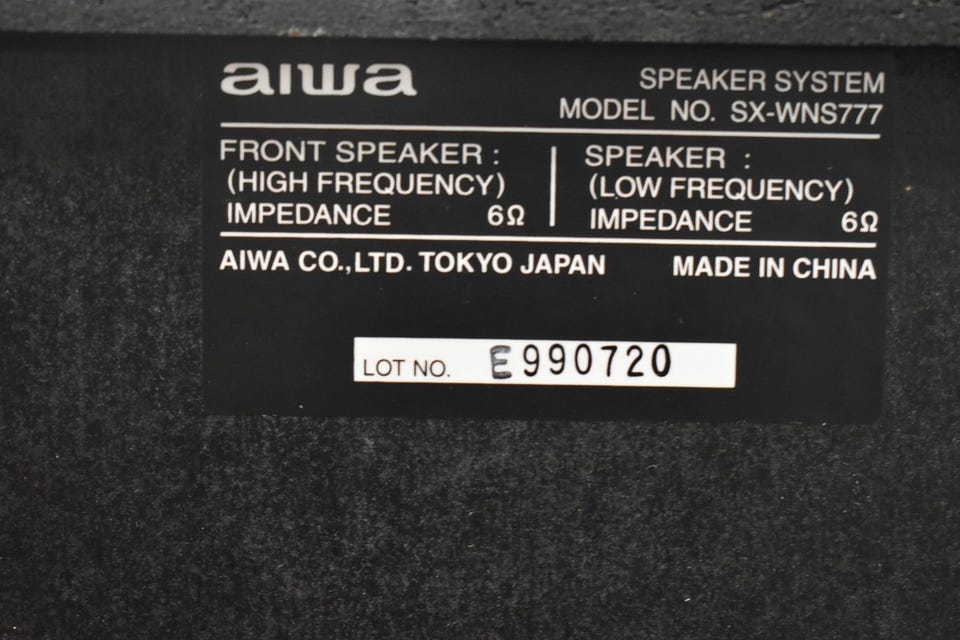 aiwa
SPEAKER SYSTEM
MODEL NO. SX-WNS777
FRONT SPEAKER :
(HIGH FREQUENCY)
IMPEDANCE 6Ω
SPEAKER :
(LOW FREQUENCY)
IMPEDANCE 6Ω
AIWA CO.,LTD. TOKYO JAPAN MADE IN CHINA
LOT NO. E990720